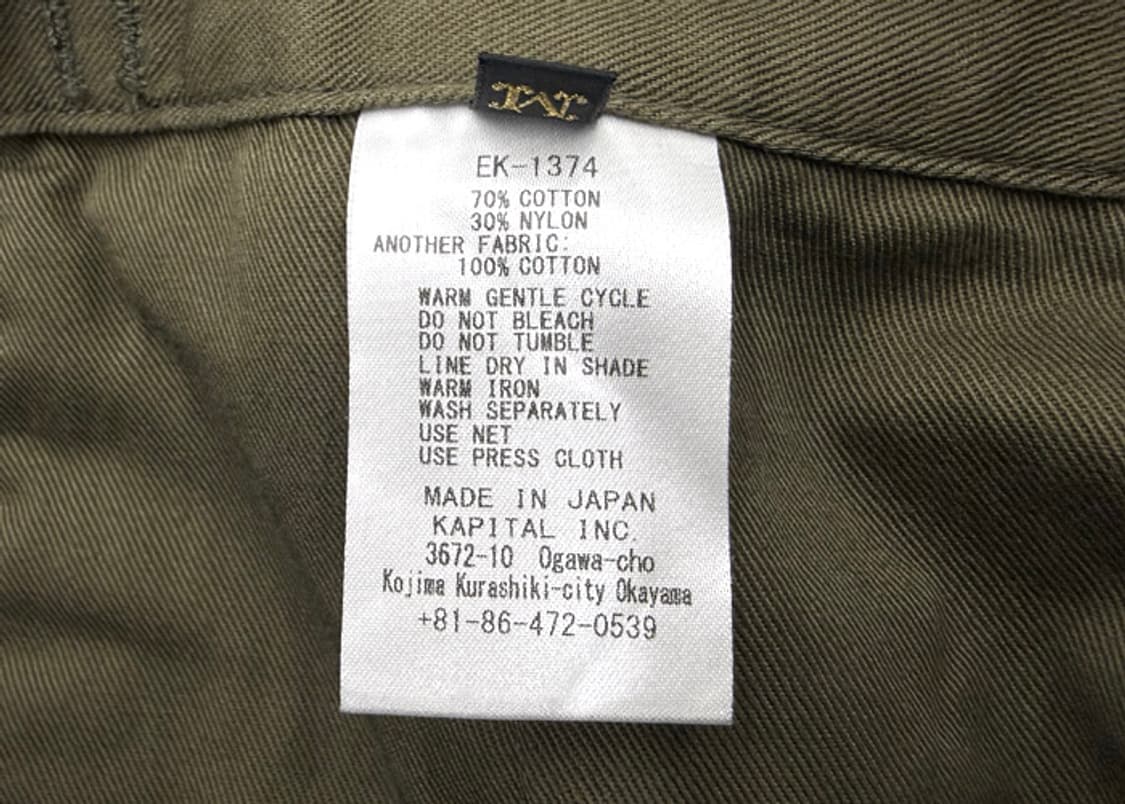 EK-1374
70% COTTON
30% NYLON
ANOTHER FABRIC:
100% COTTON
WARM GENTLE CYCLE
DO NOT BLEACH
DO NOT TUMBLE
LINE DRY IN SHADE
WARM IRON
WASH SEPARATELY
USE NET
USE PRESS CLOTH
MADE IN JAPAN
KAPITAL INC.
3672-10 Ogawa-cho
Kojima Kurashiki-city Okayama
+81-86-472-0539